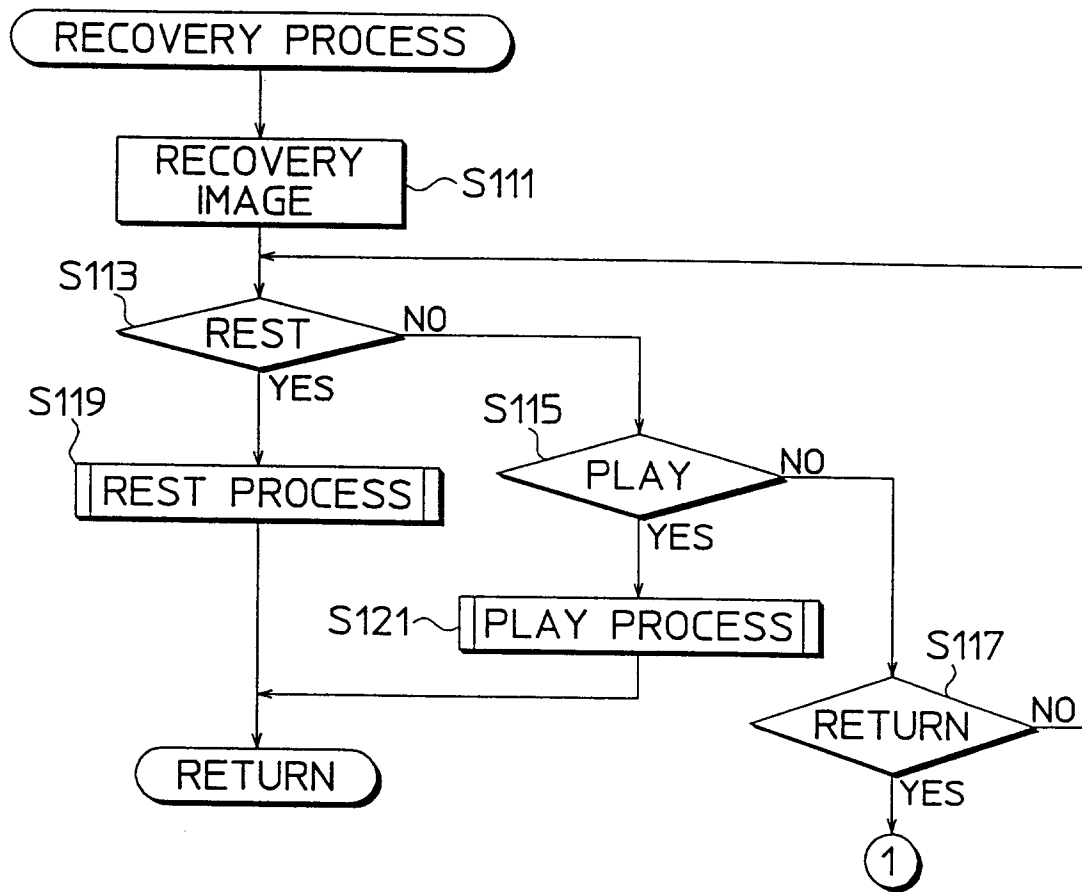 RECOVERY PROCESS
RECOVERY
IMAGE
S111
S113
REST
NO
YES
S119
REST PROCESS
S115
PLAY
NO
YES
S121
PLAY PROCESS
S117
RETURN
NO
YES
RETURN
1